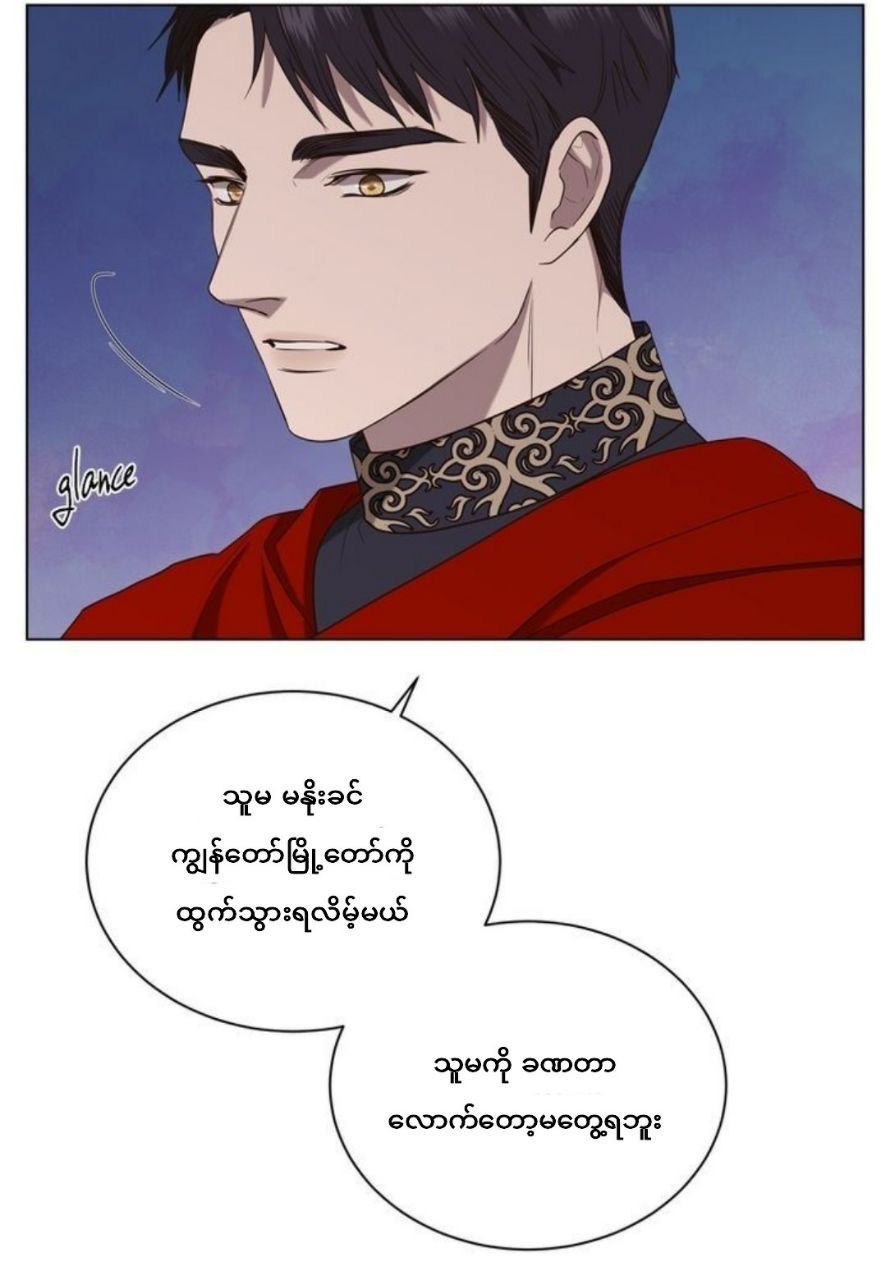 glance
သူမ မနိုးခင်
ကျွန်တော်မြို့တော်ကို
ထွက်သွားရလိမ့်မယ်
သူမကို ခဏတာ
လောက်တော့မတွေ့ရဘူး